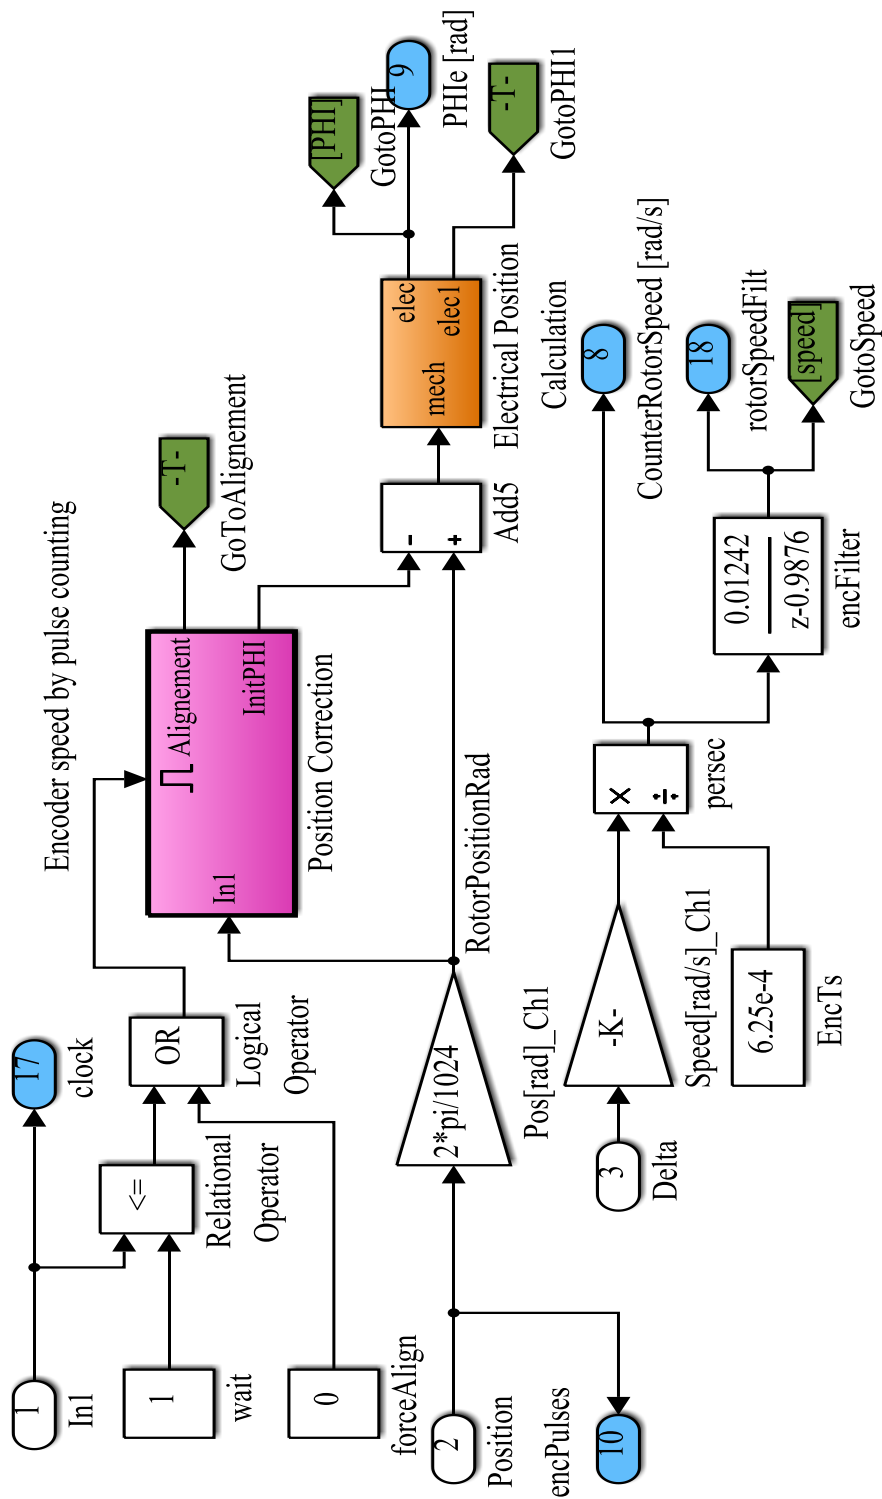 Encoder speed by pulse counting
1
In1
17
clock
1
wait
<=
Relational
Operator
OR
Logical
Operator
0
forceAlign
In1
Alignement
InitPHI
Position Correction
-T-
GoToAlignement
2
Position
10
encPulses
2*pi/1024
Pos[rad]_Ch1
RotorPositionRad
-
+
Add5
mech
elec
elec1
Electrical Position
[PHI]
GotoPHI
9
PHIe [rad]
-T-
GotoPHI1
Calculation
3
Delta
-K-
Speed[rad/s]_Ch1
6.25e-4
EncTs
×
÷
persec
8
CounterRotorSpeed [rad/s]
0.01242
z-0.9876
encFilter
18
rotorSpeedFilt
[speed]
GotoSpeed